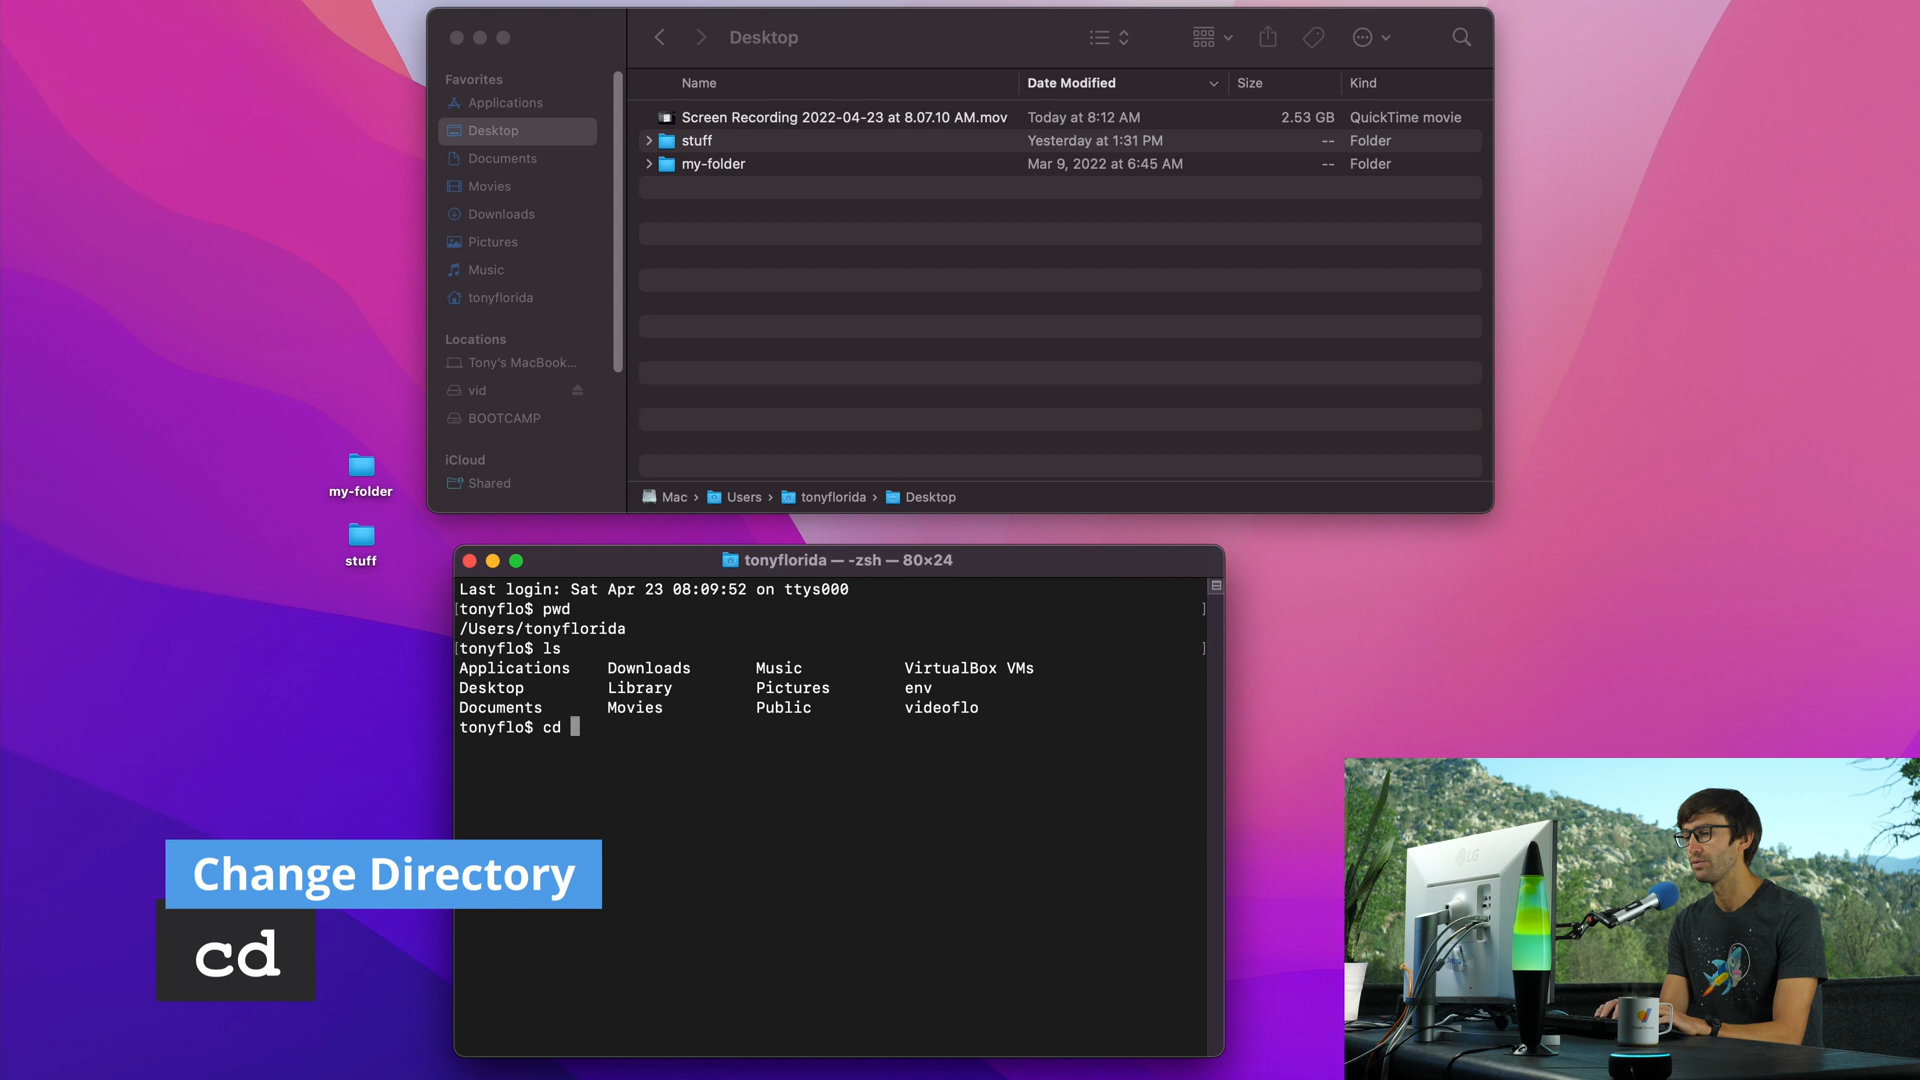 Desktop
Favorites
Applications
Desktop
Documents
Movies
Downloads
Pictures
Music
tonyflorida
Locations
Tony's MacBook...
vid
BOOTCAMP
iCloud
Shared
Name Date Modified Size Kind
Screen Recording 2022-04-23 at 8.07.10 AM.mov Today at 8:12 AM 2.53 GB QuickTime movie
stuff Yesterday at 1:31 PM -- Folder
my-folder Mar 9, 2022 at 6:45 AM -- Folder
Mac › Users › tonyflorida › Desktop
my-folder
stuff
tonyflorida — -zsh — 80×24
Last login: Sat Apr 23 08:09:52 on ttys000
[tonyflo$ pwd ]
/Users/tonyflorida
[tonyflo$ ls ]
Applications Downloads Music VirtualBox VMs
Desktop Library Pictures env
Documents Movies Public videoflo
tonyflo$ cd
Change Directory
cd
LG